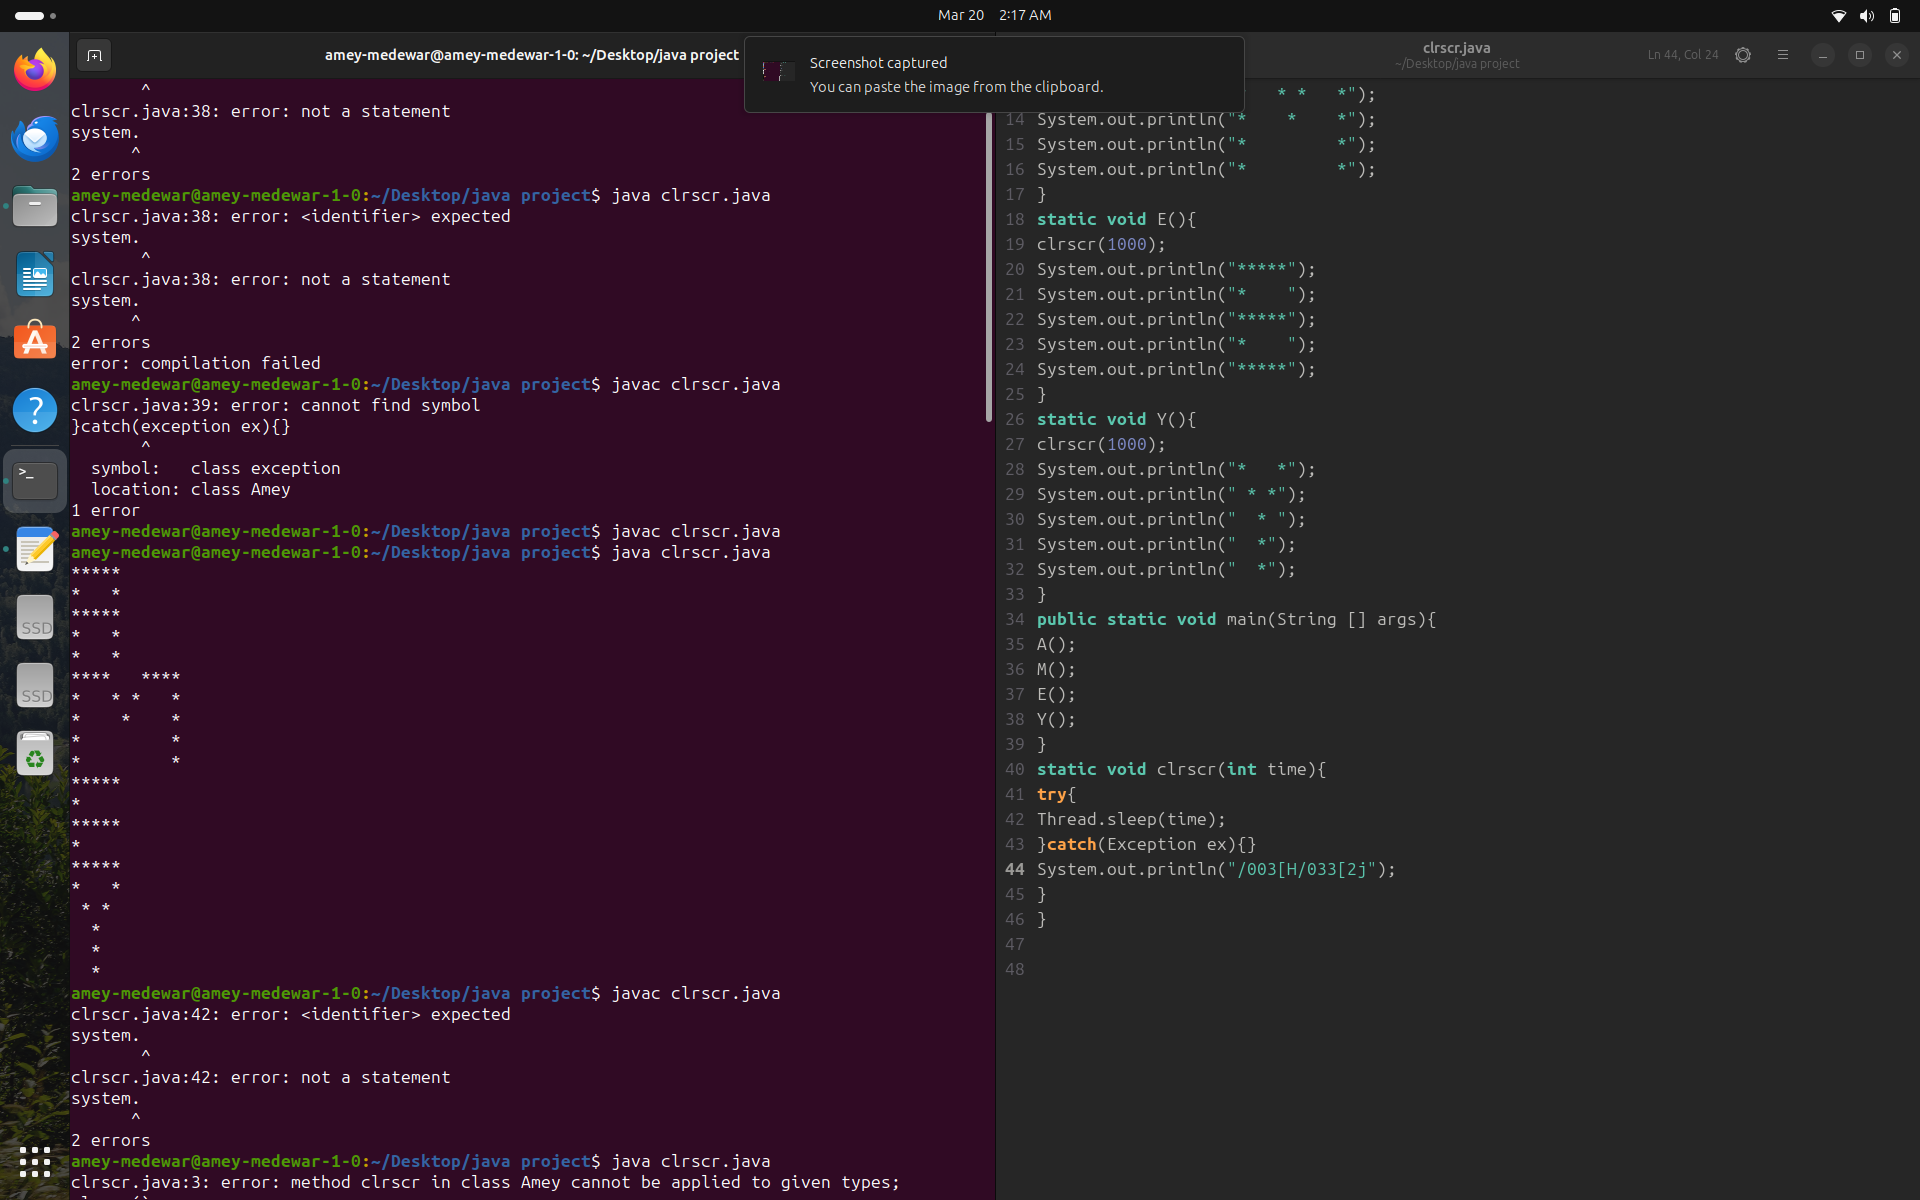 Mar 20 2:17 AM
amey-medewar@amey-medewar-1-0: ~/Desktop/java project
^
clrscr.java:38: error: not a statement
system.
^
2 errors
amey-medewar@amey-medewar-1-0:~/Desktop/java project$ java clrscr.java
clrscr.java:38: error: <identifier> expected
system.
^
clrscr.java:38: error: not a statement
system.
^
2 errors
error: compilation failed
amey-medewar@amey-medewar-1-0:~/Desktop/java project$ javac clrscr.java
clrscr.java:39: error: cannot find symbol
}catch(exception ex){}
^
symbol:   class exception
location: class Amey
1 error
amey-medewar@amey-medewar-1-0:~/Desktop/java project$ javac clrscr.java
amey-medewar@amey-medewar-1-0:~/Desktop/java project$ java clrscr.java
*****
*   *
*****
*   *
*   *
****   ****
*   * *   *
*    *    *
*         *
*         *
*****
*
*****
*
*****
*   *
 * *
  *
  *
  *
amey-medewar@amey-medewar-1-0:~/Desktop/java project$ javac clrscr.java
clrscr.java:42: error: <identifier> expected
system.
^
clrscr.java:42: error: not a statement
system.
^
2 errors
amey-medewar@amey-medewar-1-0:~/Desktop/java project$ java clrscr.java
clrscr.java:3: error: method clrscr in class Amey cannot be applied to given types;
Screenshot captured
You can paste the image from the clipboard.
clrscr.java
~/Desktop/java project
Ln 44, Col 24
* *   *");
14 System.out.println("*    *    *");
15 System.out.println("*         *");
16 System.out.println("*         *");
17 }
18 static void E(){
19 clrscr(1000);
20 System.out.println("*****");
21 System.out.println("*    ");
22 System.out.println("*****");
23 System.out.println("*    ");
24 System.out.println("*****");
25 }
26 static void Y(){
27 clrscr(1000);
28 System.out.println("*   *");
29 System.out.println(" * *");
30 System.out.println("  * ");
31 System.out.println("  *");
32 System.out.println("  *");
33 }
34 public static void main(String [] args){
35 A();
36 M();
37 E();
38 Y();
39 }
40 static void clrscr(int time){
41 try{
42 Thread.sleep(time);
43 }catch(Exception ex){}
44 System.out.println("/003[H/033[2j");
45 }
46 }
47
48
SSD
SSD